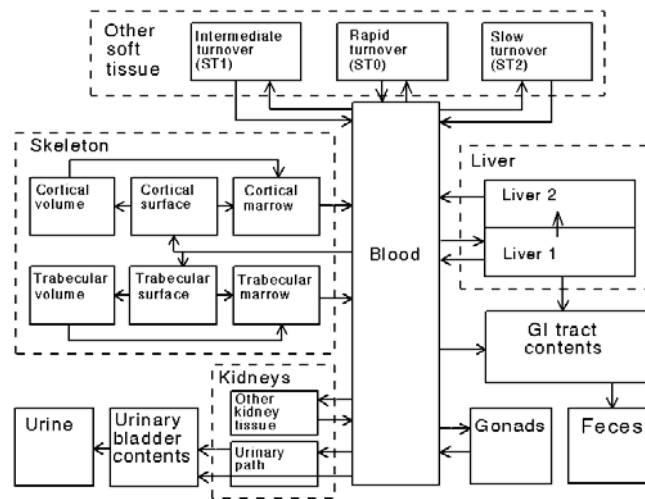 Other
soft
tissue
Intermediate
turnover
(ST1)
Rapid
turnover
(ST0)
Slow
turnover
(ST2)
Skeleton
Cortical
volume
Cortical
surface
Cortical
marrow
Trabecular
volume
Trabecular
surface
Trabecular
marrow
Blood
Liver
Liver 2
Liver 1
GI tract
contents
Kidneys
Other
kidney
tissue
Urinary
path
Urine
Urinary
bladder
contents
Gonads
Feces